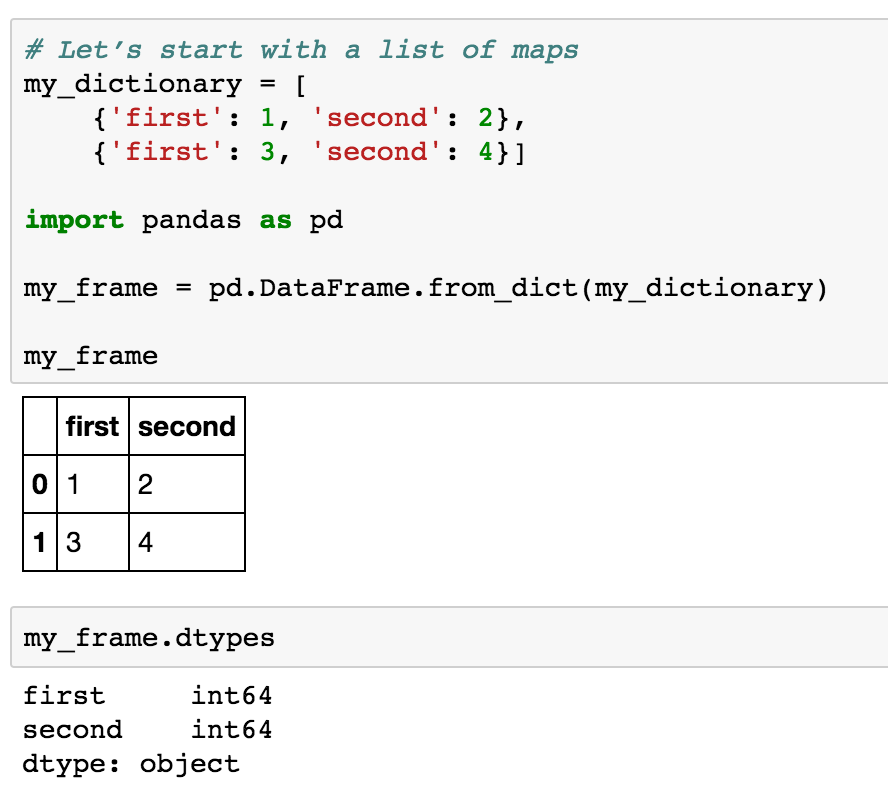 # Let’s start with a list of maps
my_dictionary = [
    {'first': 1, 'second': 2},
    {'first': 3, 'second': 4}]
import pandas as pd
my_frame = pd.DataFrame.from_dict(my_dictionary)
my_frame
first second
0 1 2
1 3 4
my_frame.dtypes
first     int64
second    int64
dtype: object